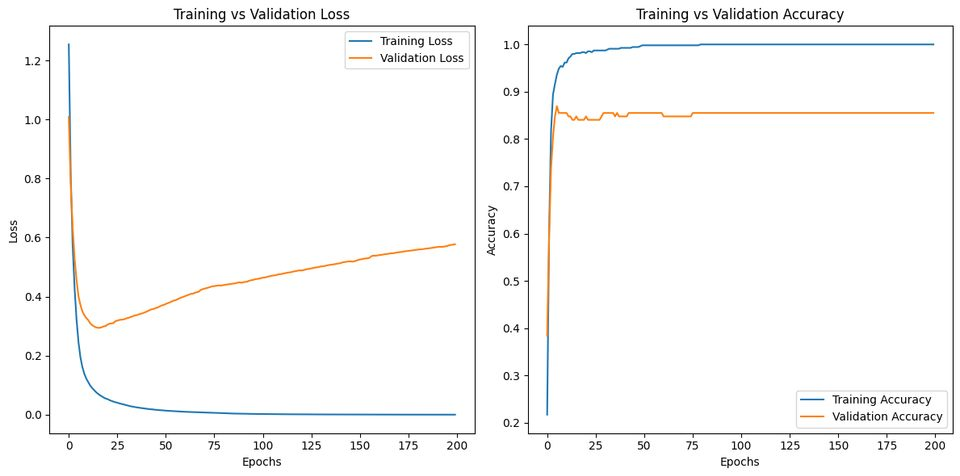 Training vs Validation Loss
Training Loss
Validation Loss
1.2
1.0
0.8
0.6
0.4
0.2
0.0
Loss
0 25 50 75 100 125 150 175 200
Epochs
Training vs Validation Accuracy
1.0
0.9
0.8
0.7
0.6
0.5
0.4
0.3
0.2
Accuracy
Training Accuracy
Validation Accuracy
0 25 50 75 100 125 150 175 200
Epochs